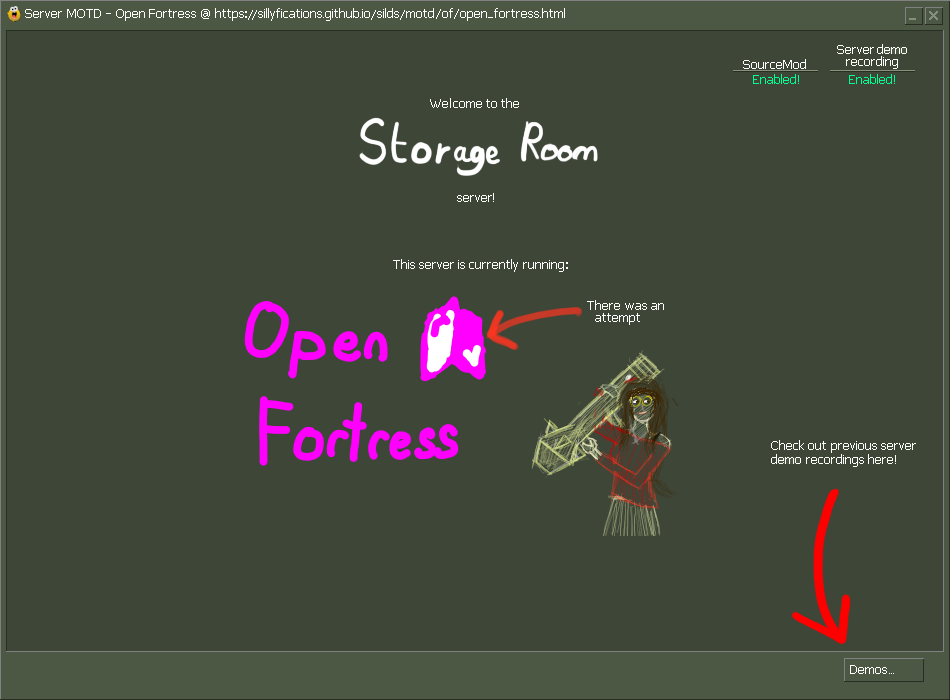 Server MOTD - Open Fortress @ https://sillyfications.github.io/silds/motd/of/open_fortress.html
SourceMod
Enabled!
Server demo
recording
Enabled!
Welcome to the
Storage Room
server!
This server is currently running:
Open
Fortress
There was an
attempt
Check out previous server
demo recordings here!
Demos...